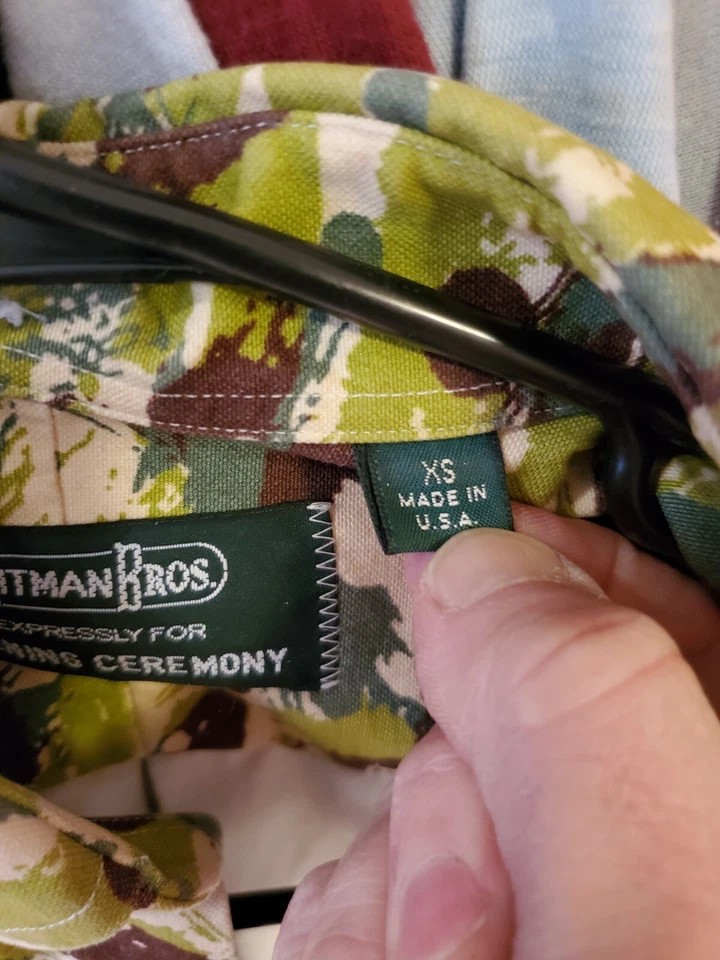 XS
MADE IN
U.S.A.
TMANBROS.
EXPRESSLY FOR
NING CEREMONY